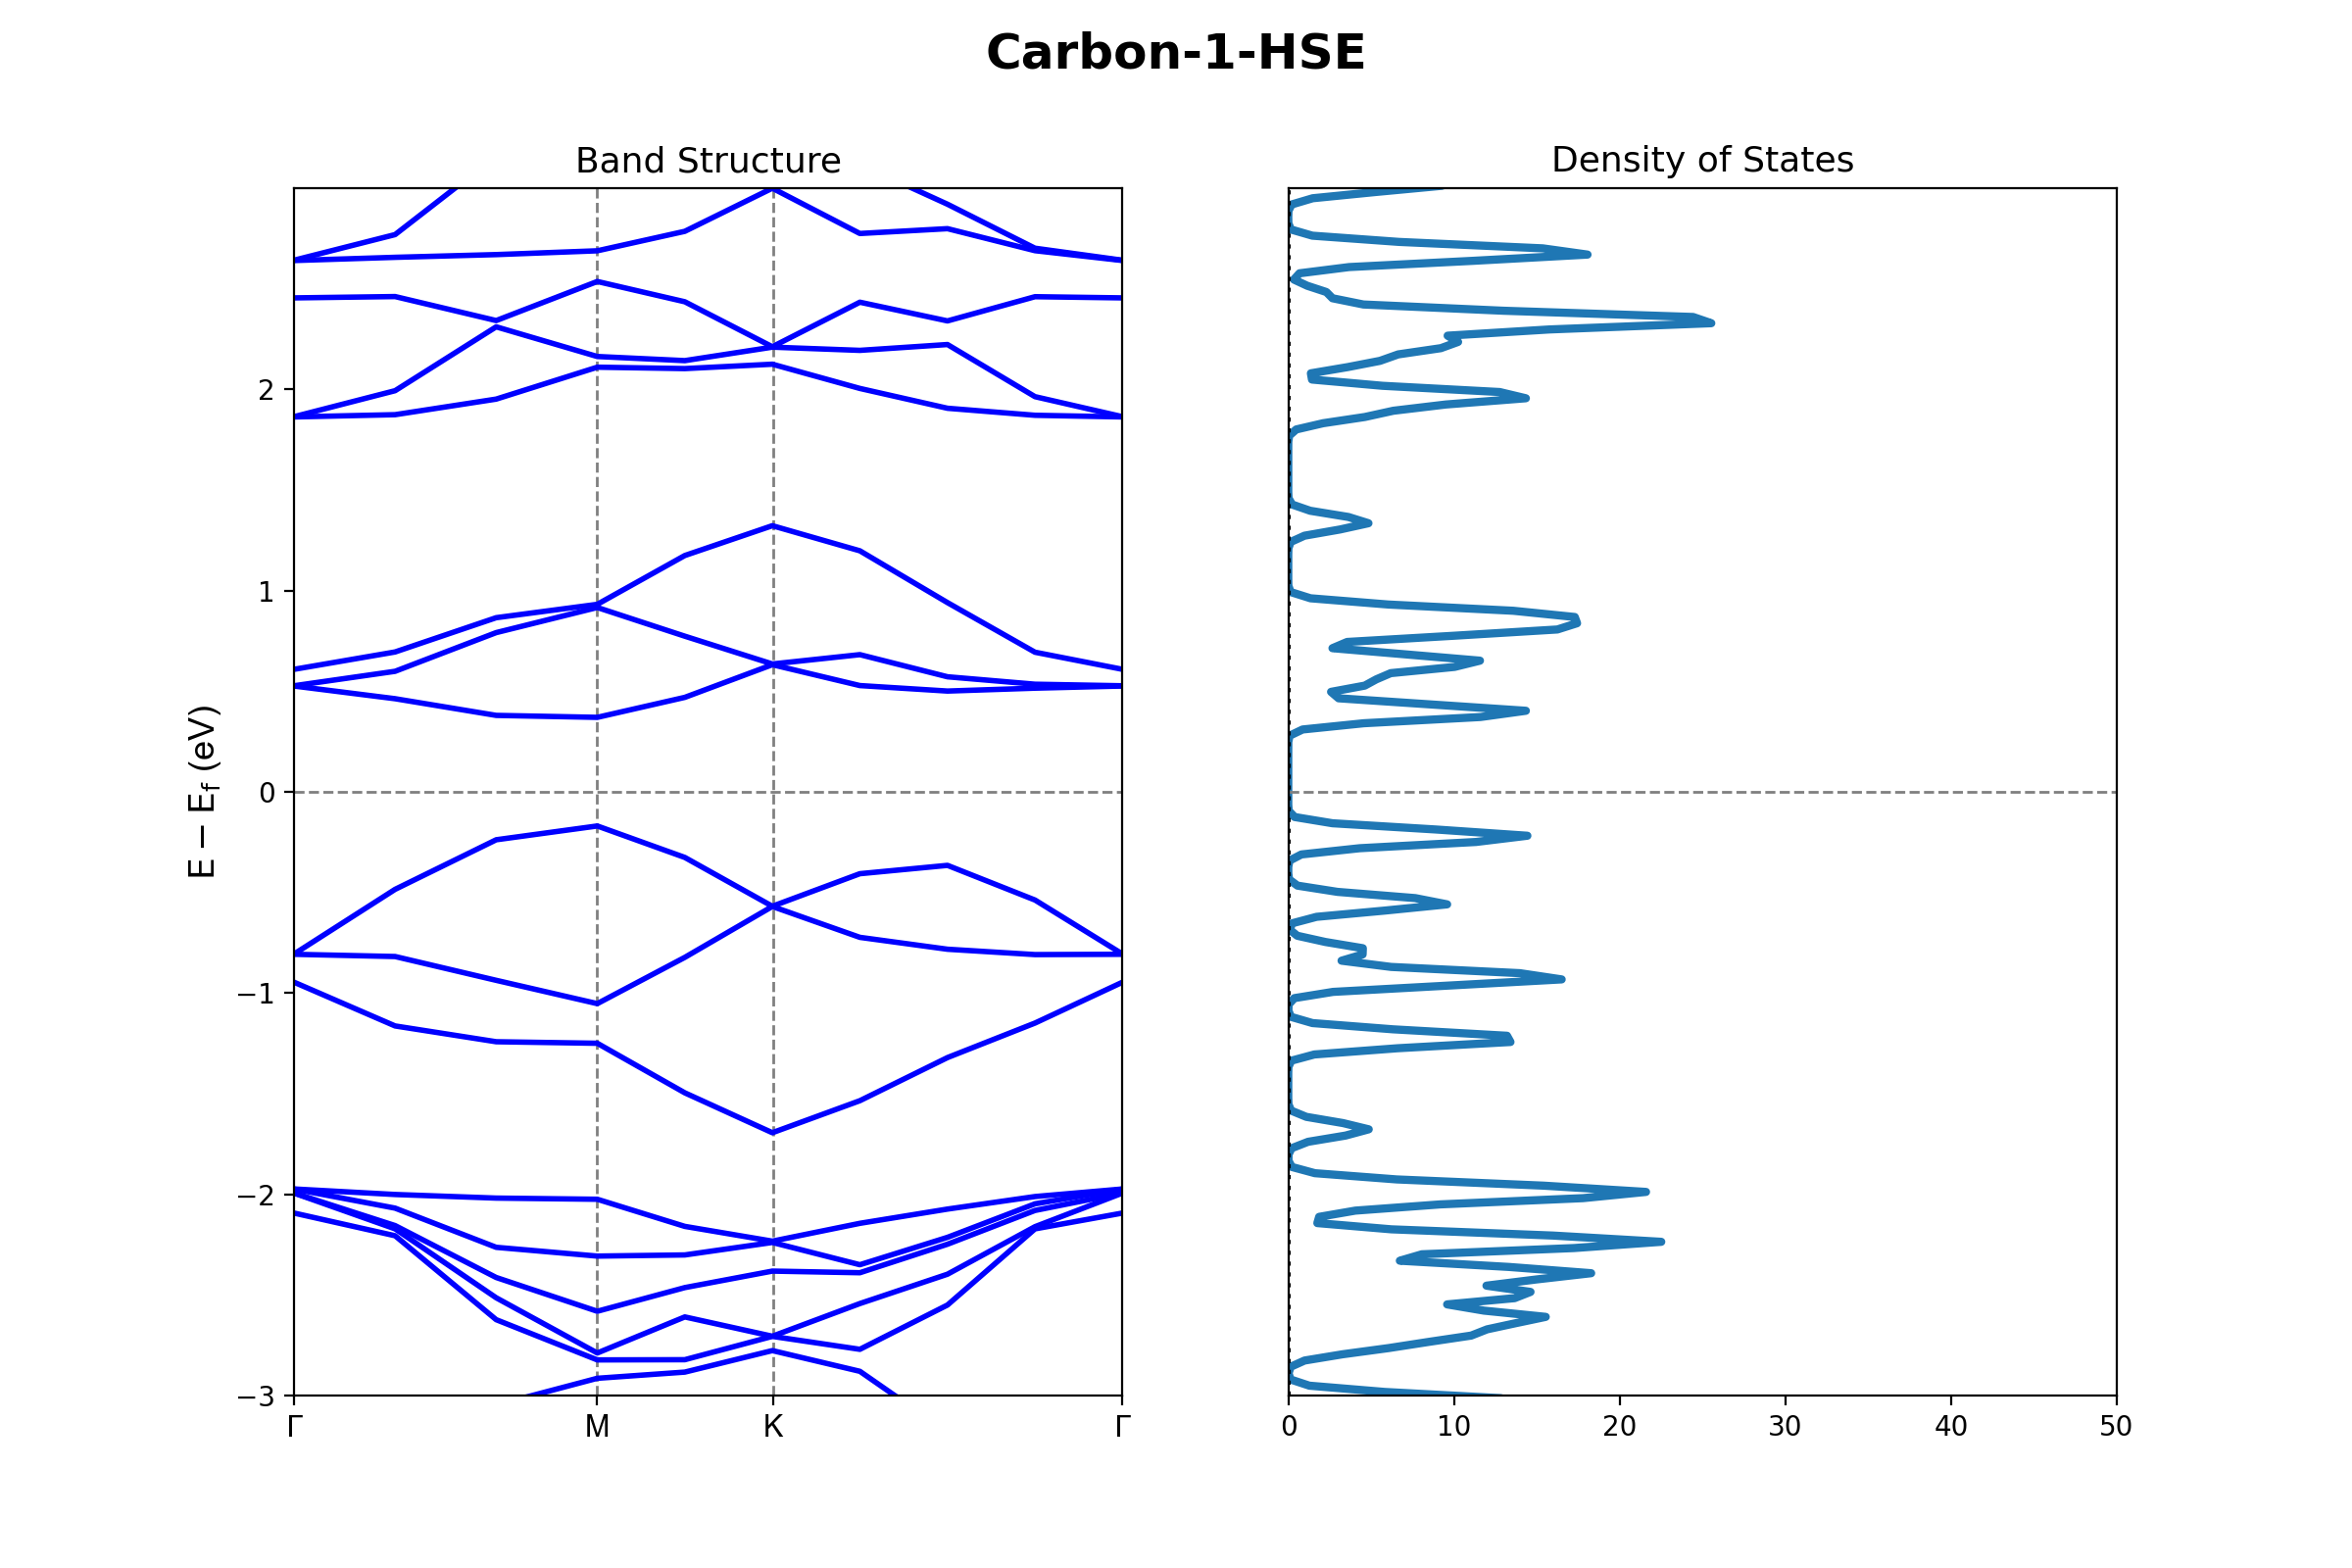 Carbon-1-HSE
Band Structure
E − E_f (eV)
2
1
0
−1
−2
−3
Γ M K Γ
Density of States
0 10 20 30 40 50